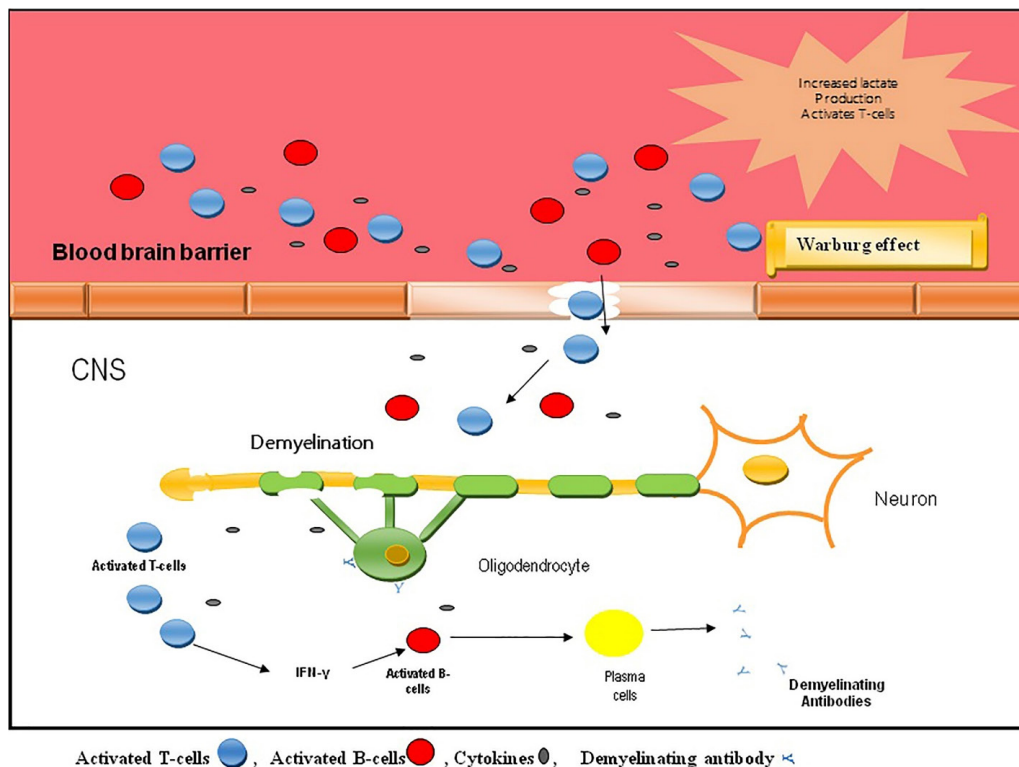 Increased lactate
Production
Activates T-cells
Blood brain barrier
Warburg effect
CNS
Demyelination
Neuron
Activated T-cells
Oligodendrocyte
IFN-γ
Activated B-
cells
Plasma
cells
Demyelinating
Antibodies
Activated T-cells , Activated B-cells , Cytokines , Demyelinating antibody